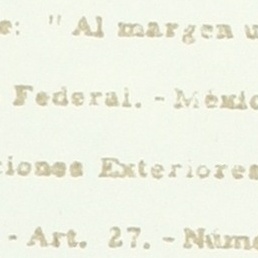 e: " Al margen u
Federal. - Méxic
ciones Exteriores
- Art. 27. - Núme